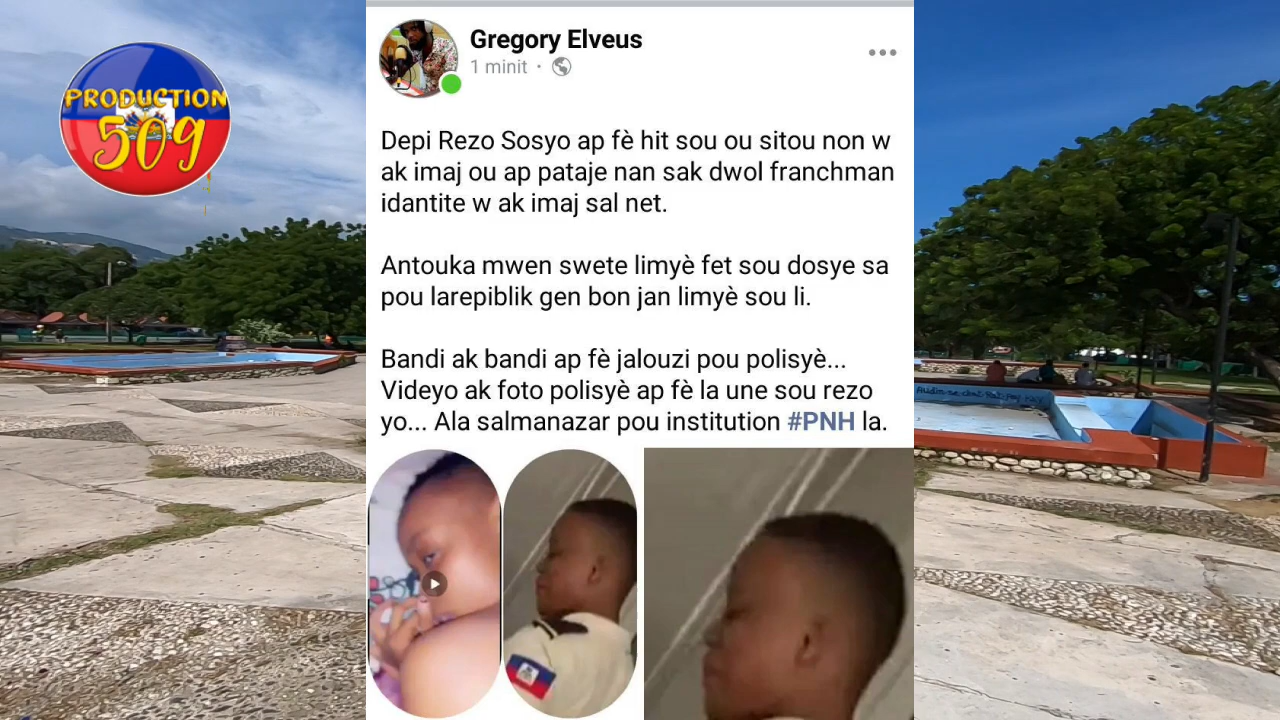 PRODUCTION
509
Gregory Elveus
1 minit ·
Depi Rezo Sosyo ap fè hit sou ou sitou non w
ak imaj ou ap pataje nan sak dwol franchman
idantite w ak imaj sal net.
Antouka mwen swete limyè fet sou dosye sa
pou larepiblik gen bon jan limyè sou li.
Bandi ak bandi ap fè jalouzi pou polisyè...
Videyo ak foto polisyè ap fè la une sou rezo
yo... Ala salmanazar pou institution #PNH la.